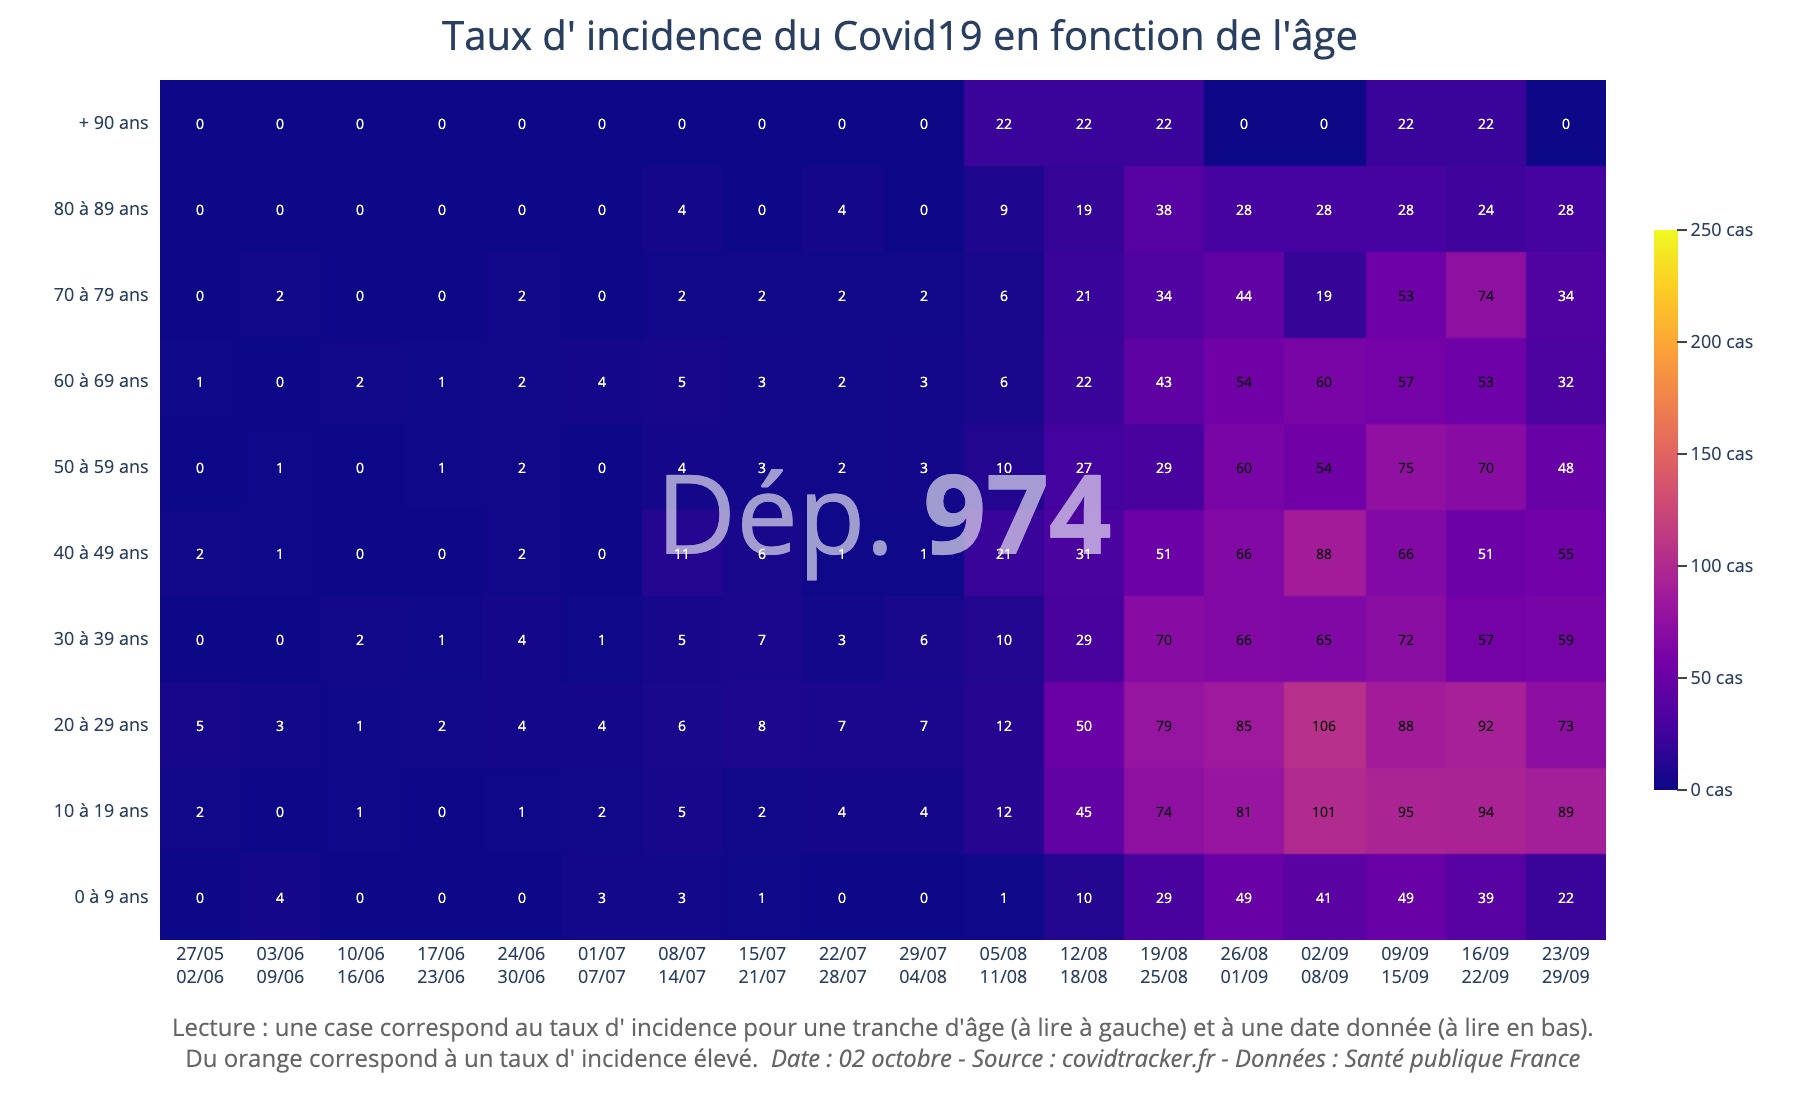 Taux d' incidence du Covid19 en fonction de l'âge
+ 90 ans 0 0 0 0 0 0 0 0 0 0 22 22 22 0 0 22 22 0
80 à 89 ans 0 0 0 0 0 0 4 0 4 0 9 19 38 28 28 28 24 28
70 à 79 ans 0 2 0 0 2 0 2 2 2 2 6 21 34 44 19 53 74 34
60 à 69 ans 1 0 2 1 2 4 5 3 2 3 6 22 43 54 60 57 53 32
50 à 59 ans 0 1 0 1 2 0 4 3 2 3 10 27 29 60 54 75 70 48
Dép. 974
40 à 49 ans 2 1 0 0 2 0 11 6 1 1 21 31 51 66 88 66 51 55
30 à 39 ans 0 0 2 1 4 1 5 7 3 6 10 29 70 66 65 72 57 59
20 à 29 ans 5 3 1 2 4 4 6 8 7 7 12 50 79 85 106 88 92 73
10 à 19 ans 2 0 1 0 1 2 5 2 4 4 12 45 74 81 101 95 94 89
0 à 9 ans 0 4 0 0 0 3 3 1 0 0 1 10 29 49 41 49 39 22
27/05 03/06 10/06 17/06 24/06 01/07 08/07 15/07 22/07 29/07 05/08 12/08 19/08 26/08 02/09 09/09 16/09 23/09
02/06 09/06 16/06 23/06 30/06 07/07 14/07 21/07 28/07 04/08 11/08 18/08 25/08 01/09 08/09 15/09 22/09 29/09
250 cas
200 cas
150 cas
100 cas
50 cas
0 cas
Lecture : une case correspond au taux d' incidence pour une tranche d'âge (à lire à gauche) et à une date donnée (à lire en bas).
Du orange correspond à un taux d' incidence élevé. Date : 02 octobre - Source : covidtracker.fr - Données : Santé publique France